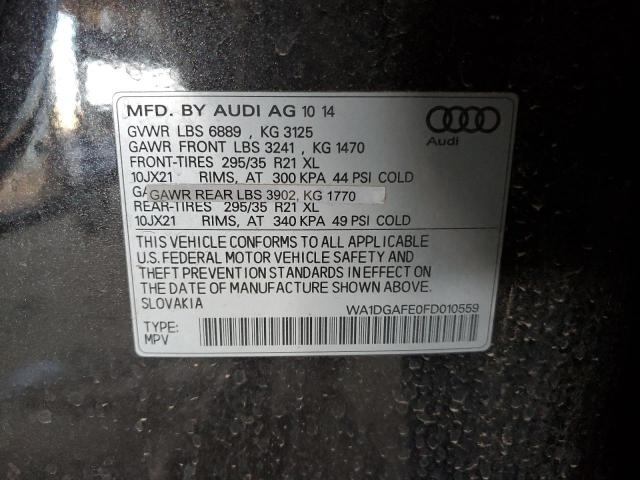 MFD. BY AUDI AG 10 14
Audi
GVWR LBS 6889 , KG 3125
GAWR FRONT LBS 3241 , KG 1470
FRONT-TIRES 295/35 R21 XL
10JX21 RIMS, AT 300 KPA 44 PSI COLD
GA
GAWR REAR LBS 3902, KG 1770
REAR-TIRES 295/35 R21 XL
10JX21 RIMS, AT 340 KPA 49 PSI COLD
THIS VEHICLE CONFORMS TO ALL APPLICABLE
U.S. FEDERAL MOTOR VEHICLE SAFETY AND
THEFT PREVENTION STANDARDS IN EFFECT ON
THE DATE OF MANUFACTURE SHOWN ABOVE.
SLOVAKIA
WA1DGAFE0FD010559
TYPE:
MPV